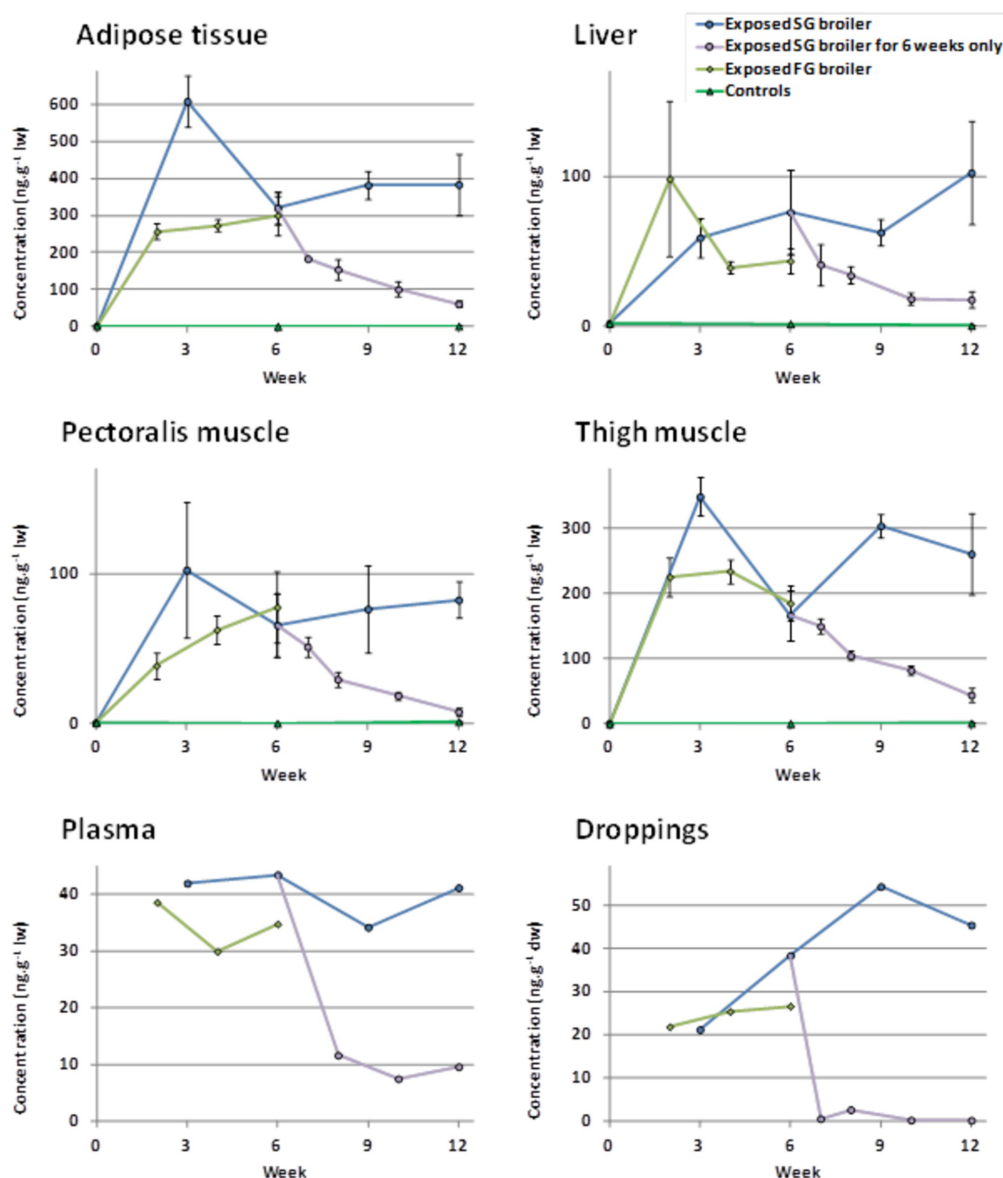 Adipose tissue
Concentration (ng.g⁻¹ lw)
600
500
400
300
200
100
0
0 3 6 9 12
Week
Liver
Exposed SG broiler
Exposed SG broiler for 6 weeks only
Exposed FG broiler
Controls
Concentration (ng.g⁻¹ lw)
100
0
0 3 6 9 12
Week
Pectoralis muscle
Concentration (ng.g⁻¹ lw)
100
0
0 3 6 9 12
Week
Thigh muscle
Concentration (ng.g⁻¹ lw)
300
200
100
0
0 3 6 9 12
Week
Plasma
Concentration (ng.g⁻¹ lw)
40
30
20
10
0
0 3 6 9 12
Week
Droppings
Concentration (ng.g⁻¹ dw)
50
40
30
20
10
0
0 3 6 9 12
Week